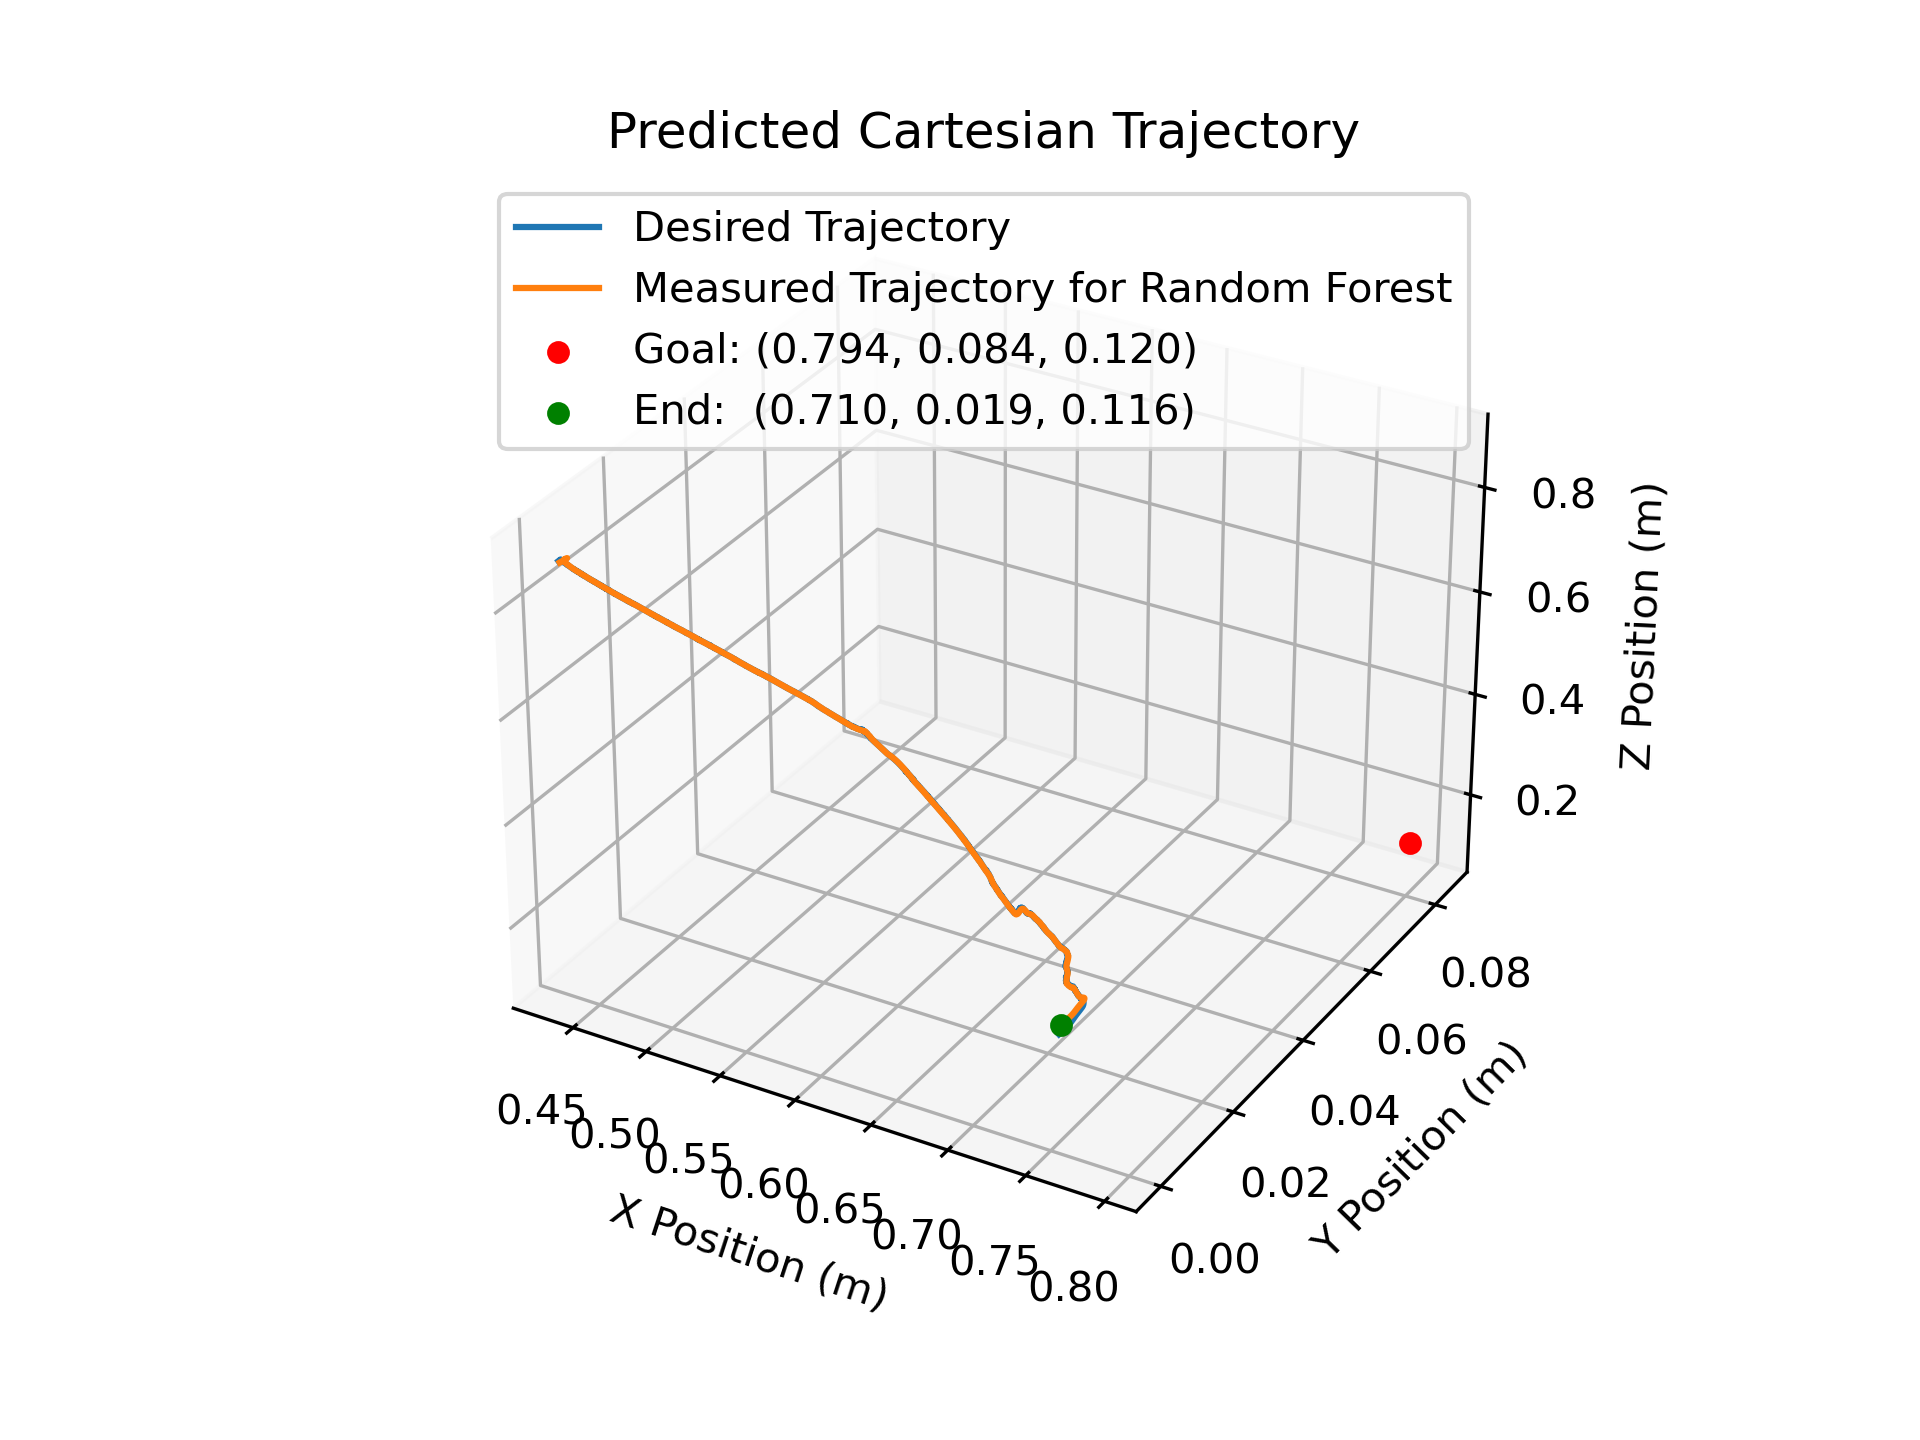 Predicted Cartesian Trajectory
Desired Trajectory
Measured Trajectory for Random Forest
Goal: (0.794, 0.084, 0.120)
End:  (0.710, 0.019, 0.116)
0.8
0.6
0.4
0.2
Z Position (m)
0.08
0.06
0.04
0.02
0.00
Y Position (m)
0.45
0.50
0.55
0.60
0.65
0.70
0.75
0.80
X Position (m)